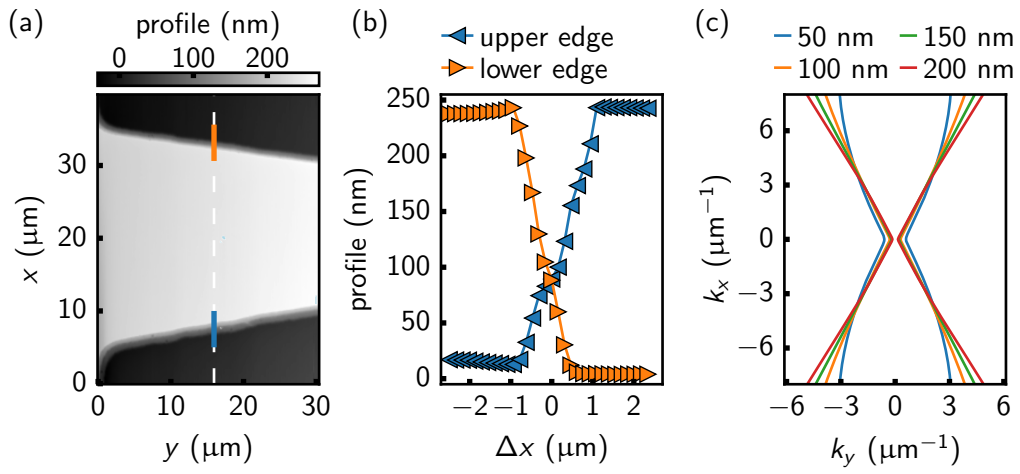 (a)
profile (nm)
0 100 200
x (μm)
30
20
10
0
0 10 20 30
y (μm)
(b)
upper edge
lower edge
profile (nm)
250
200
150
100
50
0
−2 −1 0 1 2
Δx (μm)
(c)
50 nm 150 nm
100 nm 200 nm
kₓ (μm⁻¹)
6
3
0
−3
−6
−6 −3 0 3 6
k_y (μm⁻¹)